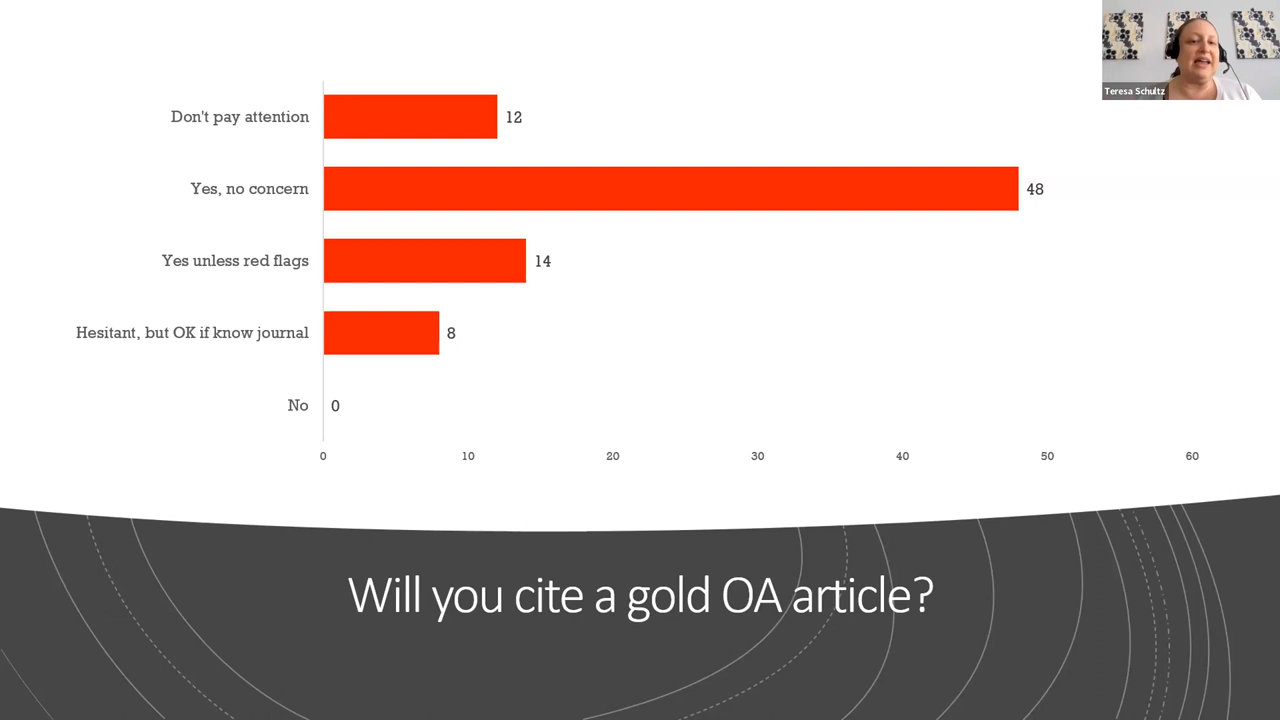 Teresa Schultz
Don't pay attention
12
Yes, no concern
48
Yes unless red flags
14
Hesitant, but OK if know journal
8
No
0
0 10 20 30 40 50 60
Will you cite a gold OA article?